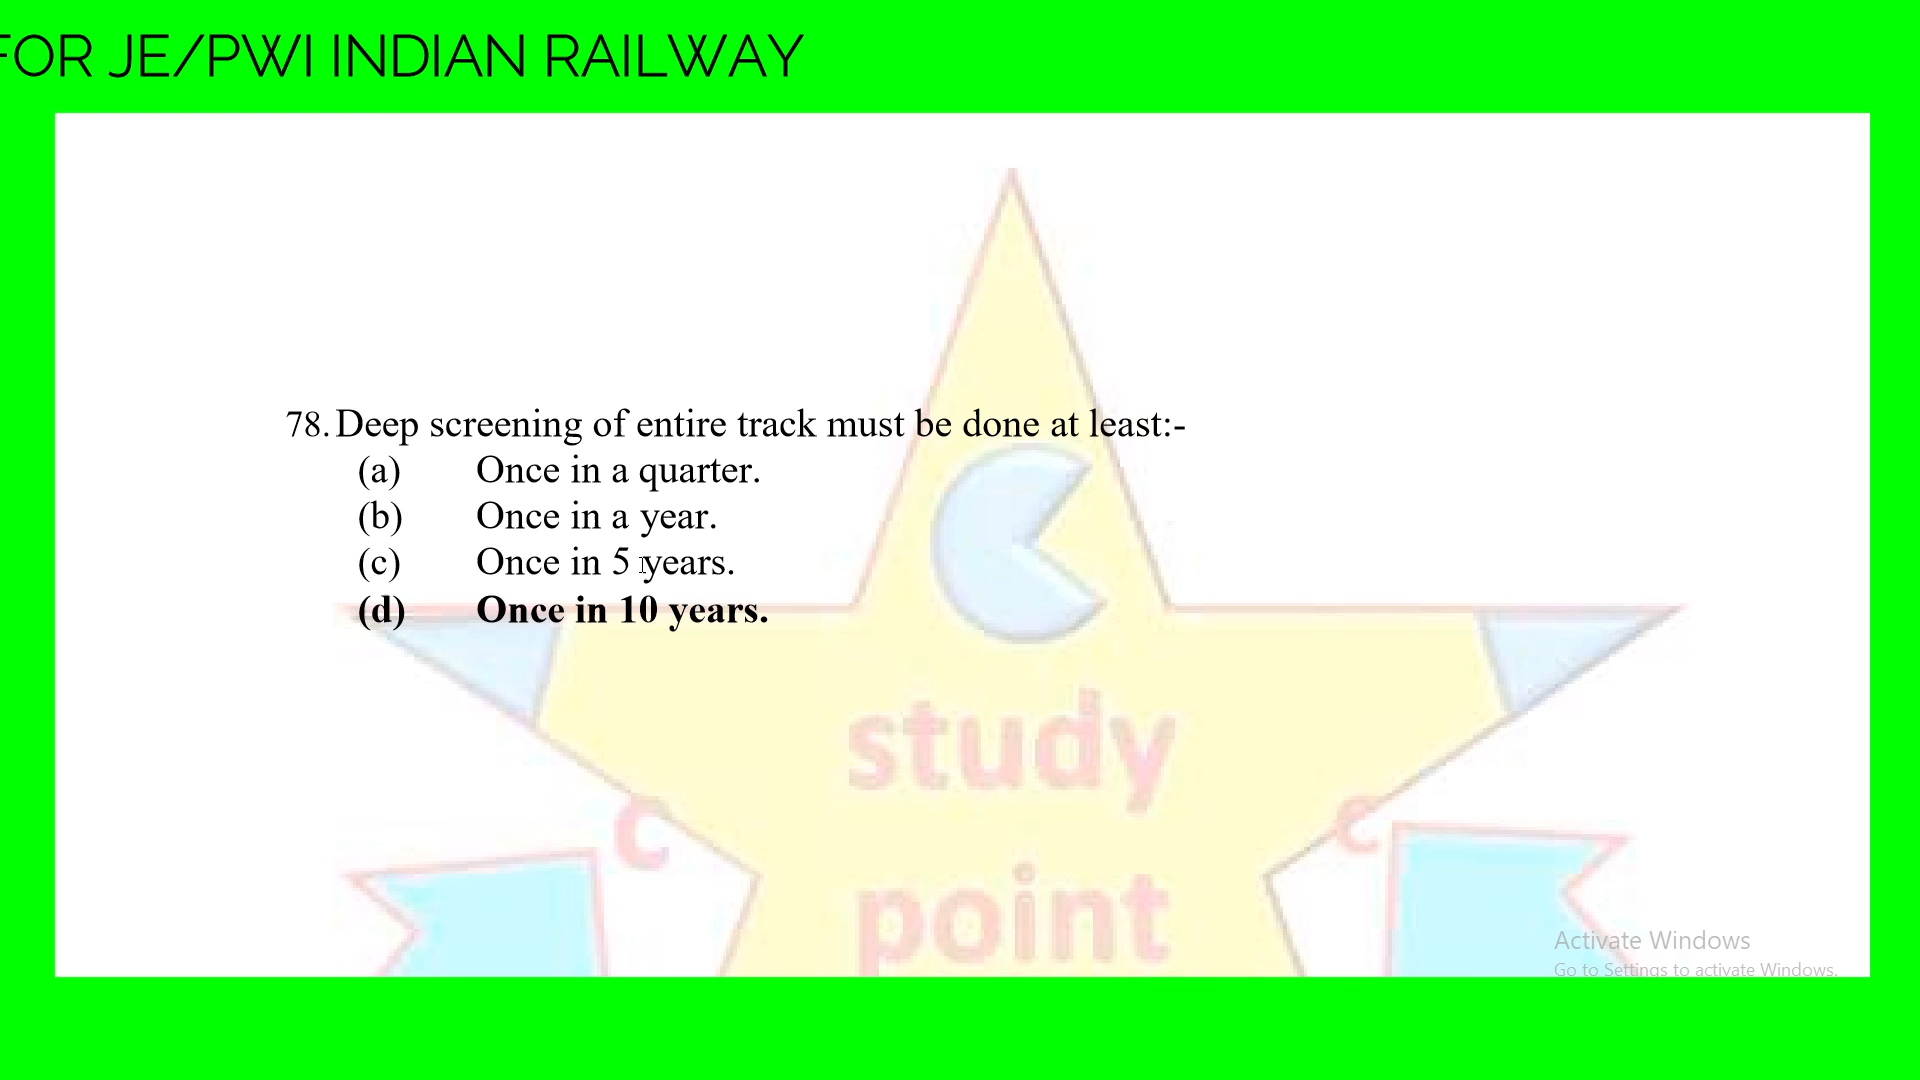 FOR JE/PWI INDIAN RAILWAY
78. Deep screening of entire track must be done at least:-
(a) Once in a quarter.
(b) Once in a year.
(c) Once in 5 years.
(d) Once in 10 years.
study
c c
point
Activate Windows
Go to Settings to activate Windows.